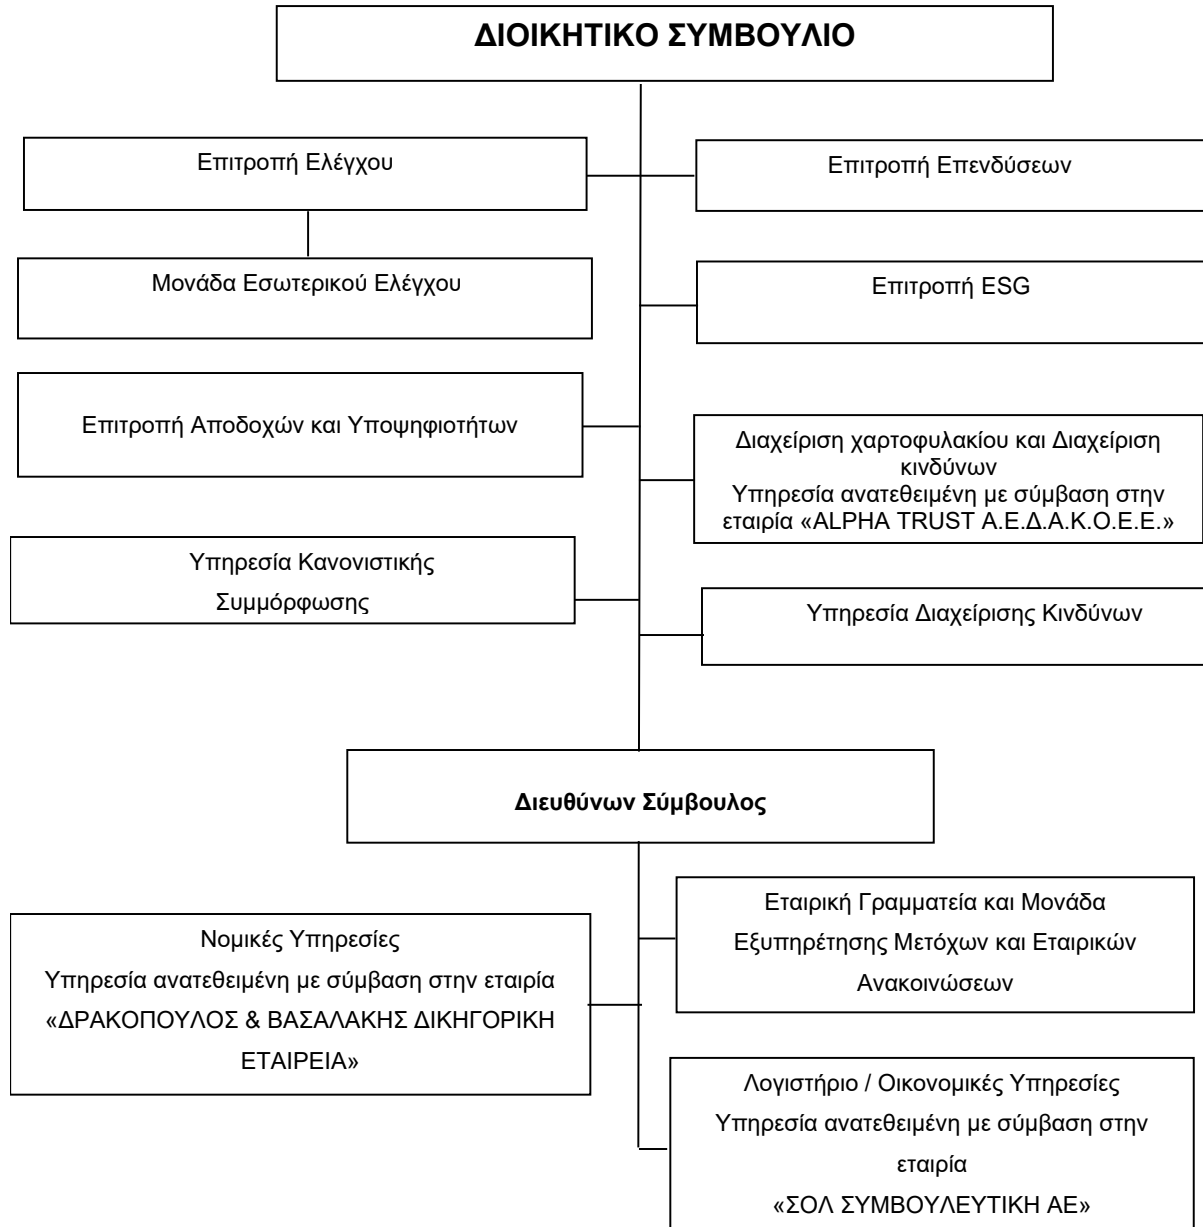 ΔΙΟΙΚΗΤΙΚΟ ΣΥΜΒΟΥΛΙΟ
Επιτροπή Ελέγχου
Επιτροπή Επενδύσεων
Μονάδα Εσωτερικού Ελέγχου
Επιτροπή ESG
Επιτροπή Αποδοχών και Υποψηφιοτήτων
Διαχείριση χαρτοφυλακίου και Διαχείριση
κινδύνων
Υπηρεσία ανατεθειμένη με σύμβαση στην
εταιρία «ALPHA TRUST Α.Ε.Δ.Α.Κ.Ο.Ε.Ε.»
Υπηρεσία Κανονιστικής
Συμμόρφωσης
Υπηρεσία Διαχείρισης Κινδύνων
Διευθύνων Σύμβουλος
Εταιρική Γραμματεία και Μονάδα
Εξυπηρέτησης Μετόχων και Εταιρικών
Ανακοινώσεων
Νομικές Υπηρεσίες
Υπηρεσία ανατεθειμένη με σύμβαση στην εταιρία
«ΔΡΑΚΟΠΟΥΛΟΣ & ΒΑΣΑΛΑΚΗΣ ΔΙΚΗΓΟΡΙΚΗ
ΕΤΑΙΡΕΙΑ»
Λογιστήριο / Οικονομικές Υπηρεσίες
Υπηρεσία ανατεθειμένη με σύμβαση στην
εταιρία
«ΣΟΛ ΣΥΜΒΟΥΛΕΥΤΙΚΗ ΑΕ»